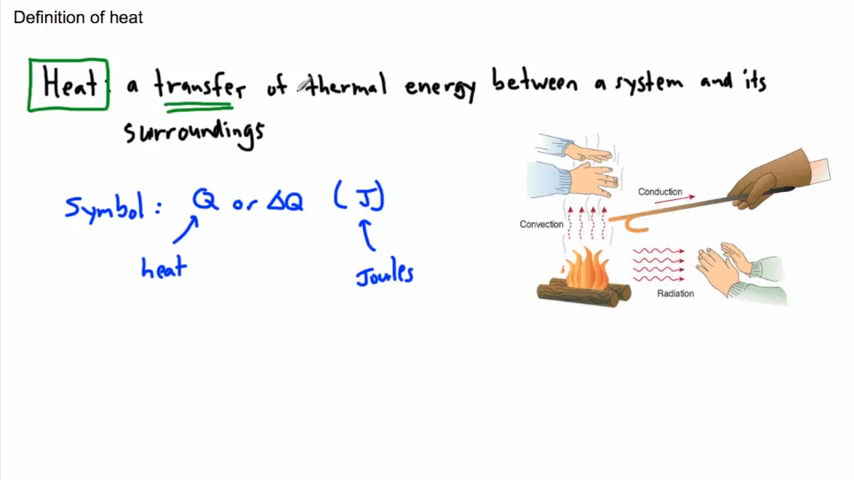 Definition of heat
Heat: a transfer of thermal energy between a system and its
surroundings
Symbol: Q or ΔQ (J)
heat
Joules
Conduction
Convection
Radiation